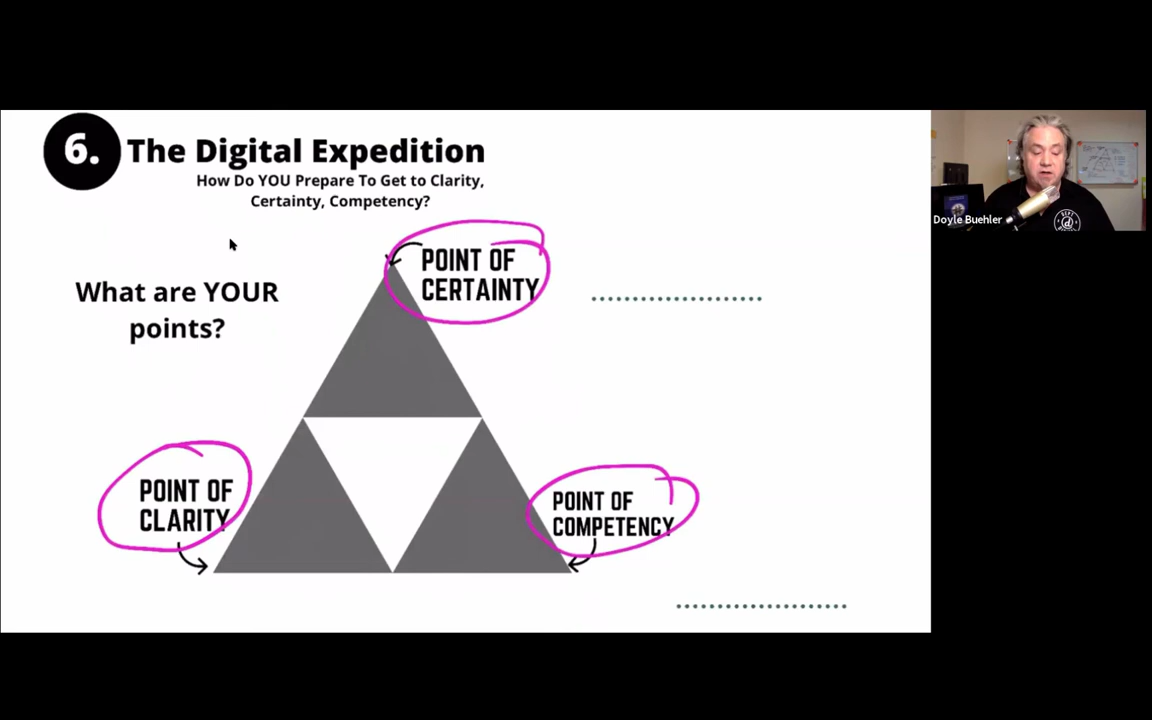 6. The Digital Expedition
How Do YOU Prepare To Get to Clarity,
Certainty, Competency?
What are YOUR
points?
POINT OF
CERTAINTY
POINT OF
CLARITY
POINT OF
COMPETENCY
Doyle Buehler